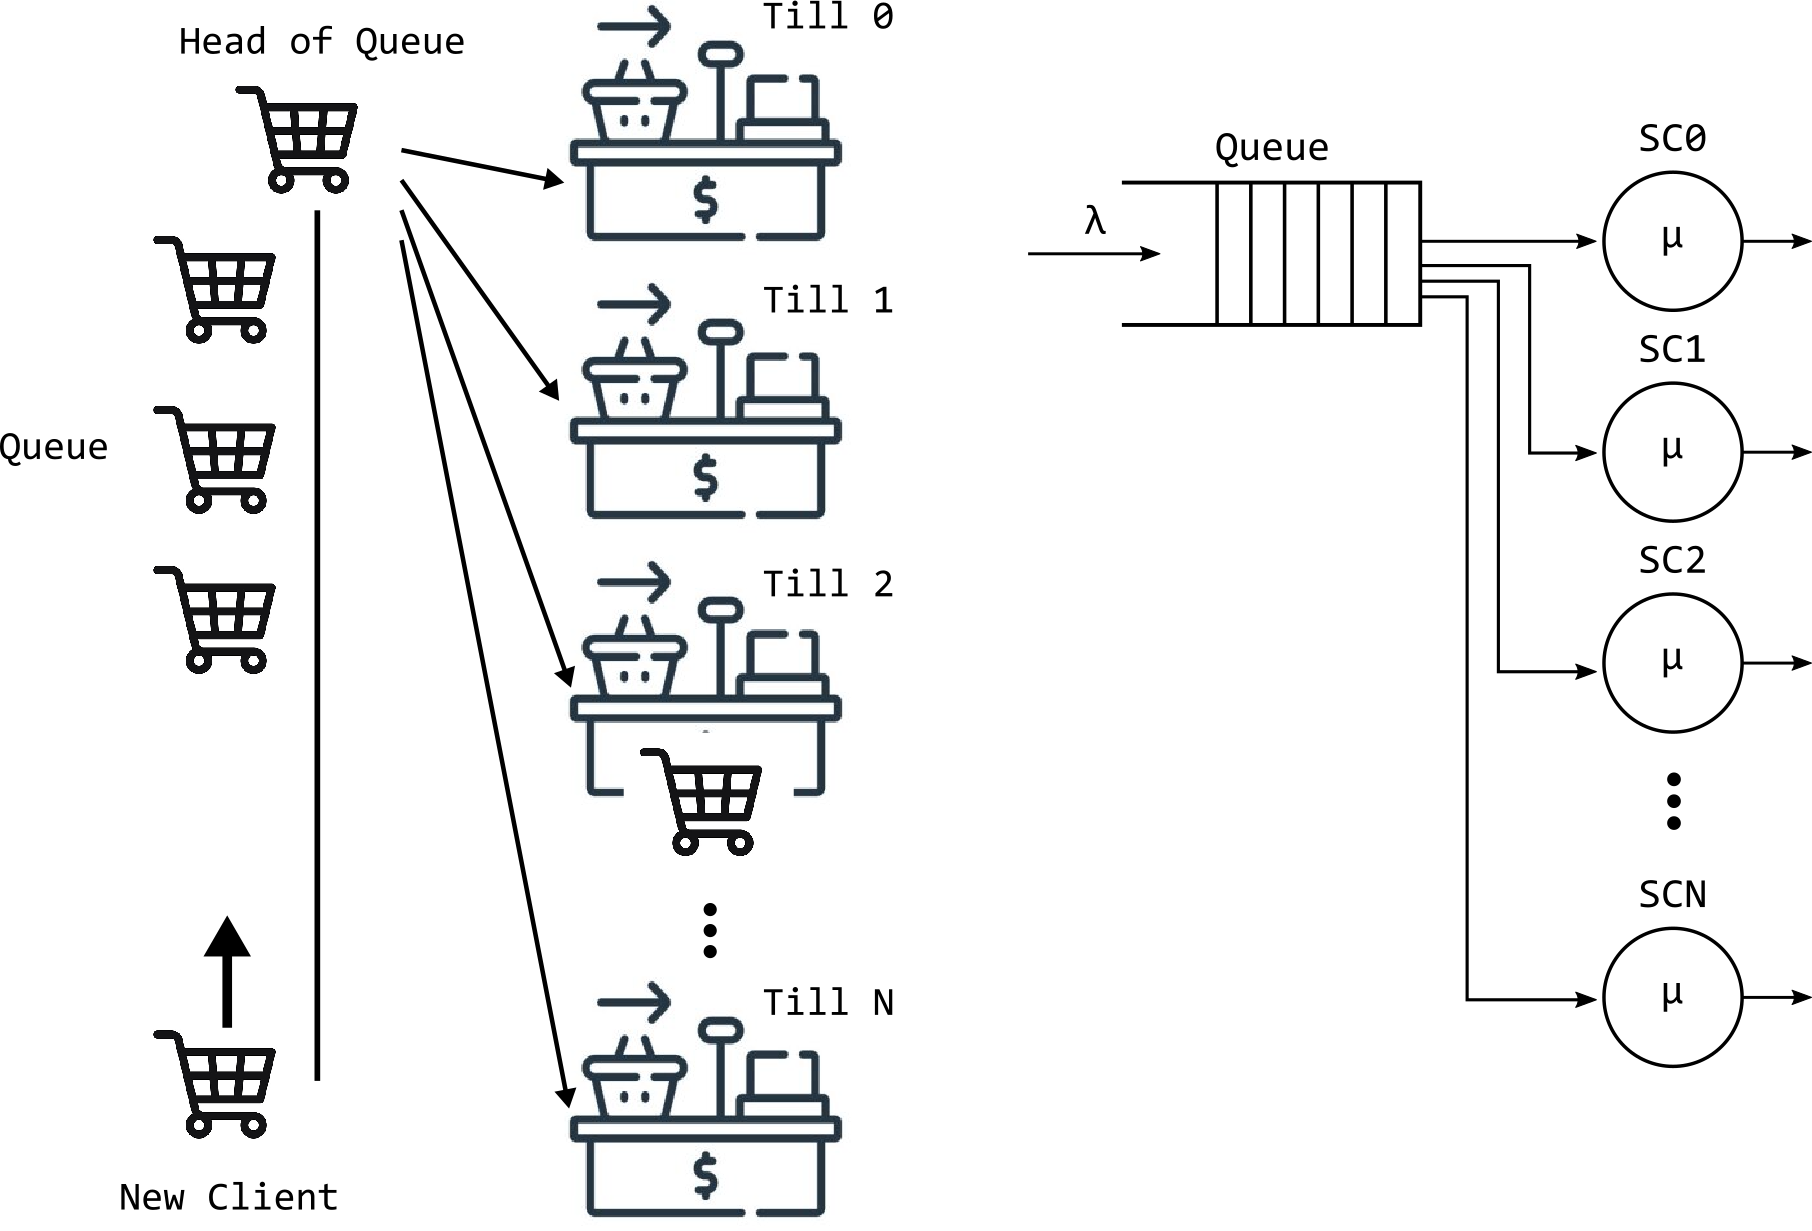 Head of Queue
Queue
New Client
Till 0
$
Till 1
$
Till 2
Till N
$
λ
Queue
SC0
μ
SC1
μ
SC2
μ
SCN
μ